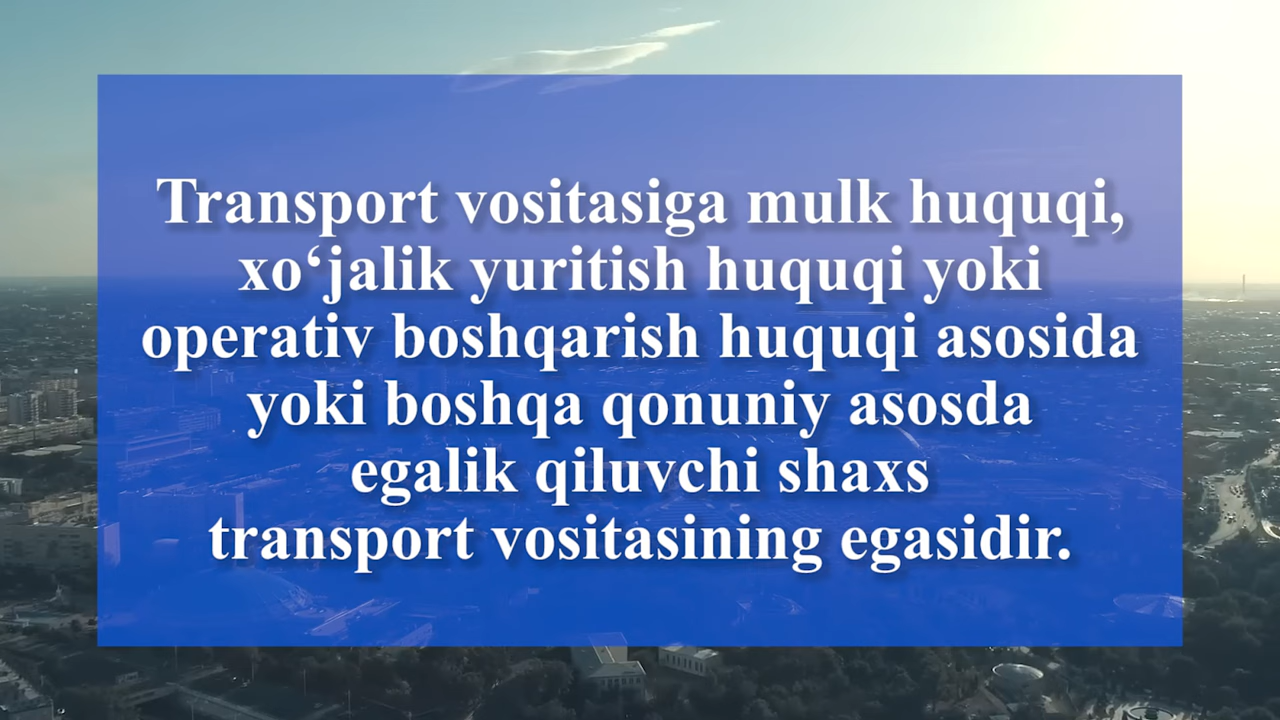 Transport vositasiga mulk huquqi,
xo‘jalik yuritish huquqi yoki
operativ boshqarish huquqi asosida
yoki boshqa qonuniy asosda
egalik qiluvchi shaxs
transport vositasining egasidir.